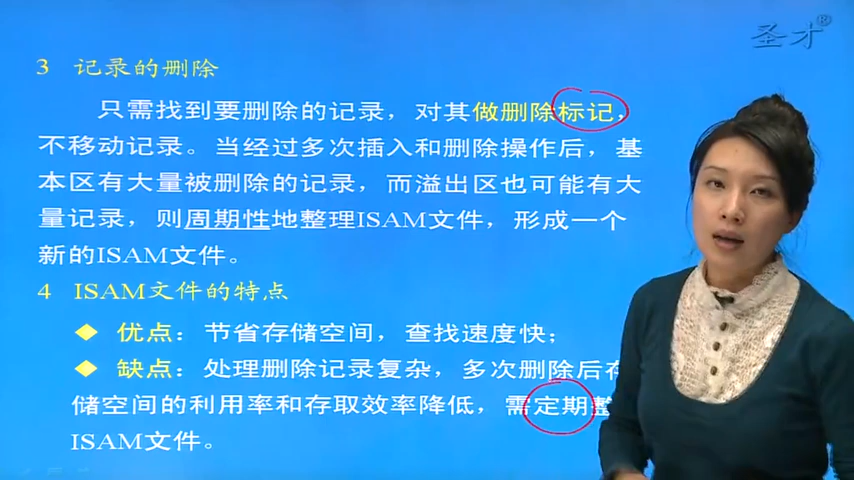 圣才®
3 记录的删除
只需找到要删除的记录，对其做删除标记，
不移动记录。当经过多次插入和删除操作后，基
本区有大量被删除的记录，而溢出区也可能有大
量记录，则周期性地整理ISAM文件，形成一个
新的ISAM文件。
4 ISAM文件的特点
◆ 优点：节省存储空间，查找速度快；
◆ 缺点：处理删除记录复杂，多次删除后存
储空间的利用率和存取效率降低，需定期整
ISAM文件。